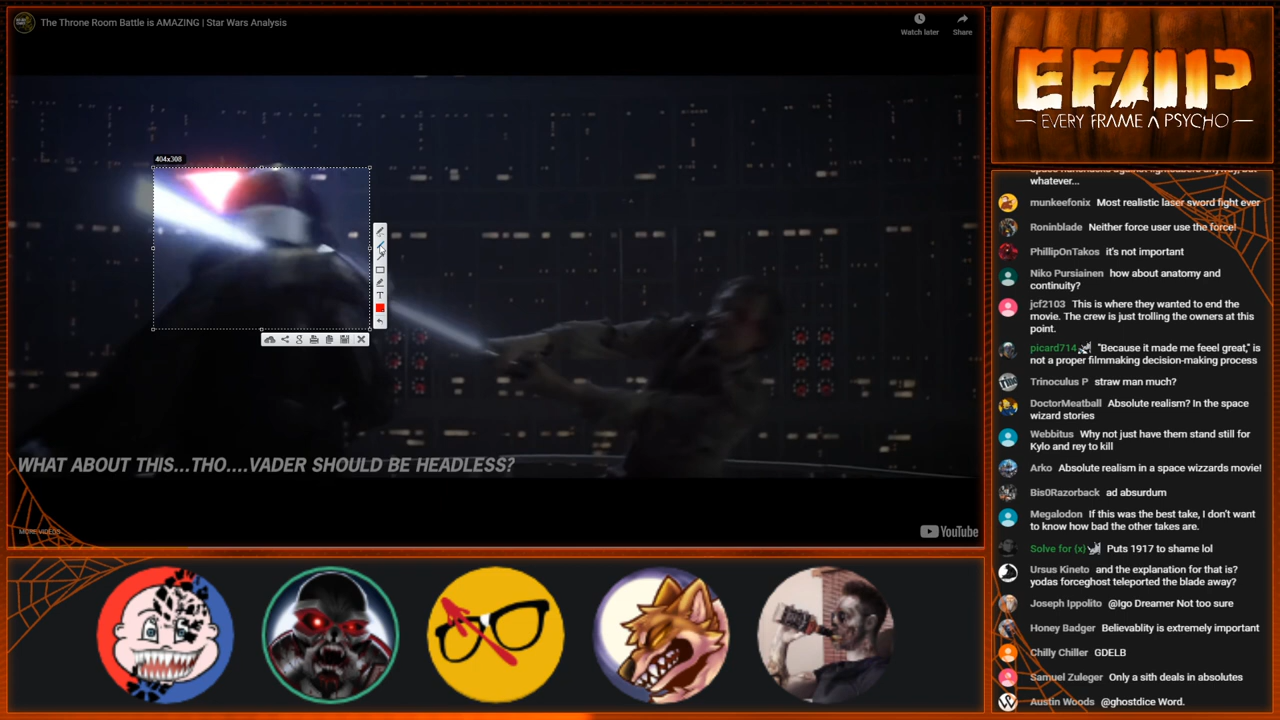 The Throne Room Battle is AMAZING | Star Wars Analysis
Watch later
Share
404x308
T
WHAT ABOUT THIS...THO....VADER SHOULD BE HEADLESS?
MORE VIDEOS
YouTube
EFAP
EVERY FRAME A PSYCHO
whatever...
munkeefonix Most realistic laser sword fight ever
Roninblade Neither force user use the force!
PhillipOnTakos it's not important
Niko Pursiainen how about anatomy and
continuity?
jcf2103 This is where they wanted to end the
movie. The crew is just trolling the owners at this
point.
picard714 "Because it made me feeel great," is
not a proper filmmaking decision-making process
Trinoculus P straw man much?
DoctorMeatball Absolute realism? In the space
wizard stories
Webbitus Why not just have them stand still for
Kylo and rey to kill
Arko Absolute realism in a space wizzards movie!
Bis0Razorback ad absurdum
Megalodon If this was the best take, I don't want
to know how bad the other takes are.
Solve for (x) Puts 1917 to shame lol
Ursus Kineto and the explanation for that is?
yodas forceghost teleported the blade away?
Joseph Ippolito @Igo Dreamer Not too sure
Honey Badger Believablity is extremely important
Chilly Chiller GDELB
Samuel Zuleger Only a sith deals in absolutes
Austin Woods @ghostdice Word.